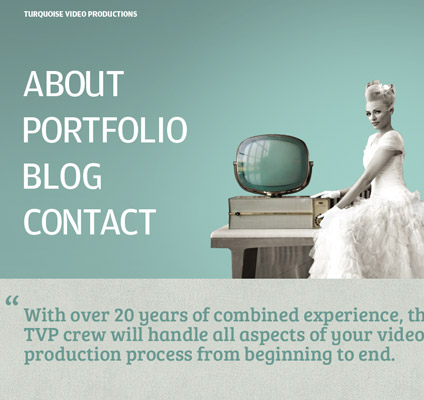 TURQUOISE VIDEO PRODUCTIONS
ABOUT
PORTFOLIO
BLOG
CONTACT
“ With over 20 years of combined experience, th
TVP crew will handle all aspects of your video
production process from beginning to end.